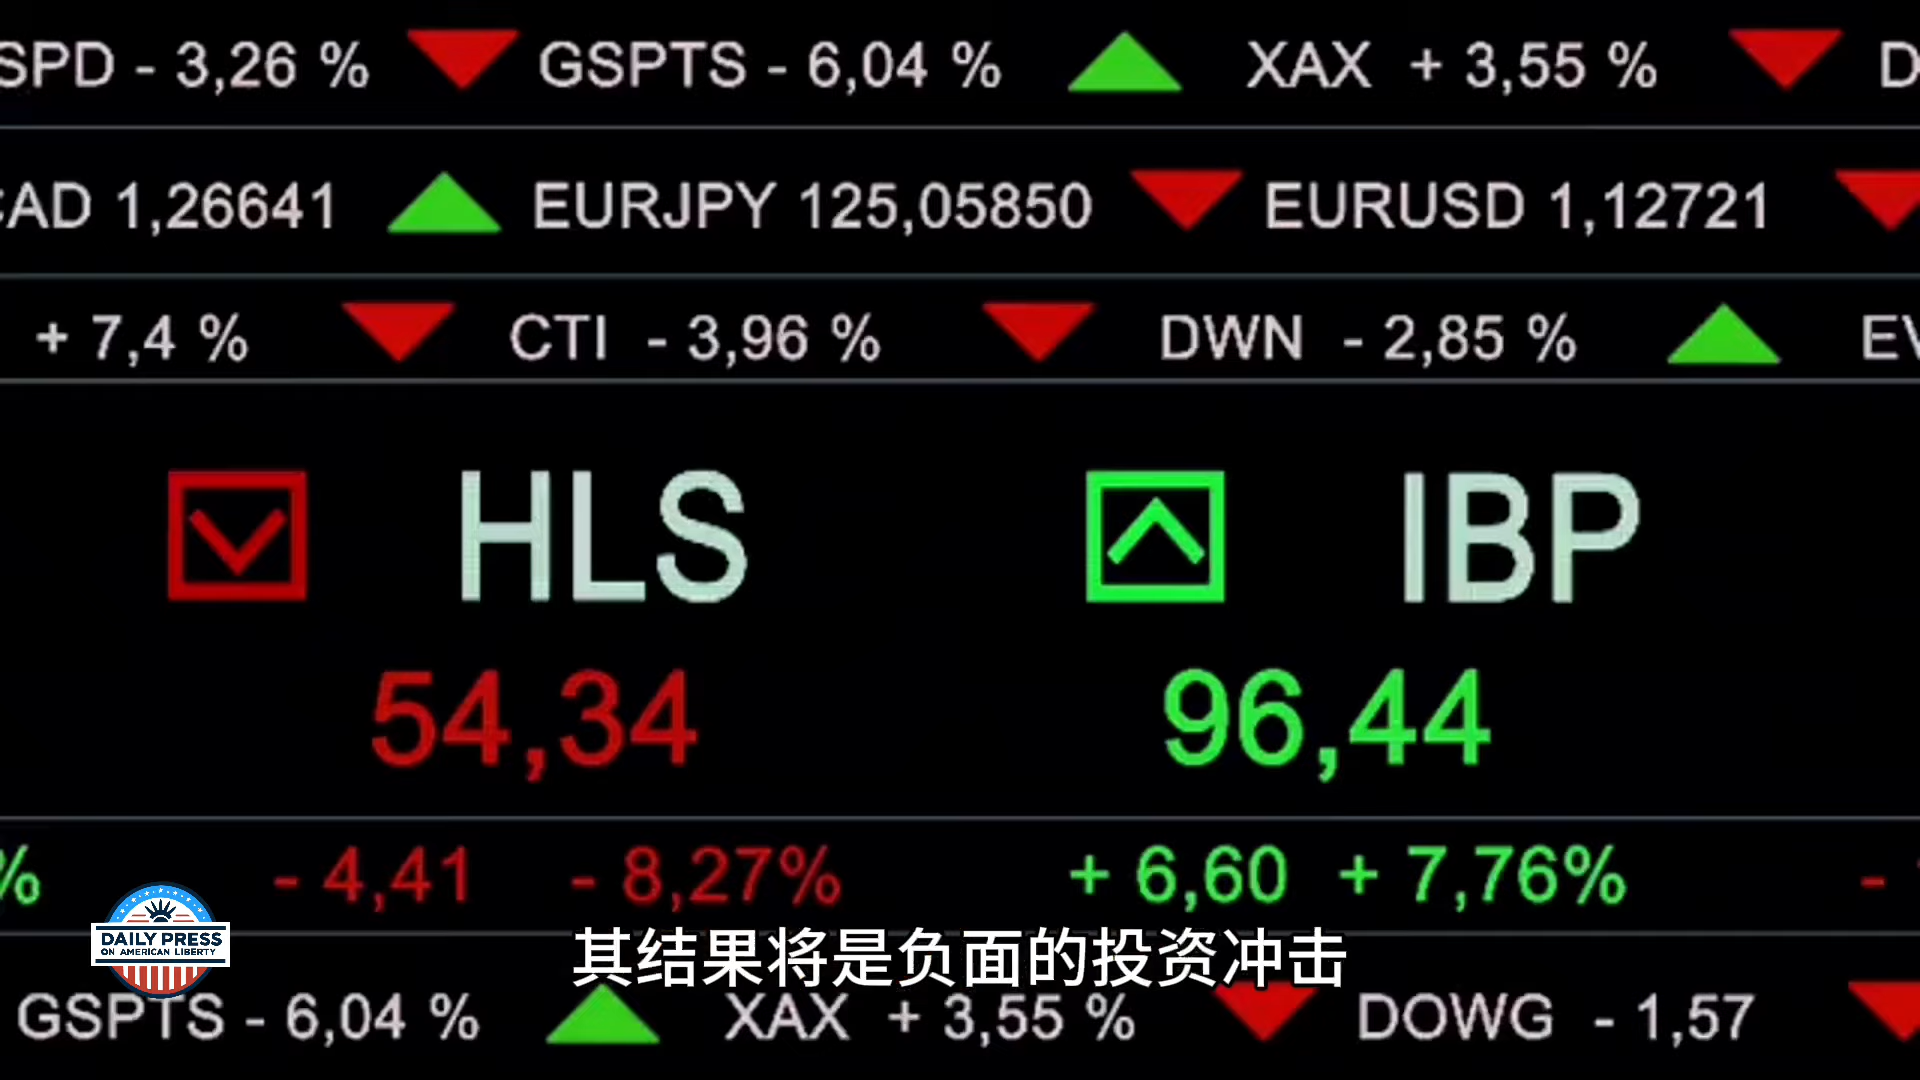 SPD - 3,26 % GSPTS - 6,04 % XAX + 3,55 % D
CAD 1,26641 EURJPY 125,05850 EURUSD 1,12721
+ 7,4 % CTI - 3,96 % DWN - 2,85 % EV
HLS IBP
54,34 96,44
% - 4,41 - 8,27% + 6,60 + 7,76% -
DAILY PRESS
ON AMERICAN LIBERTY
其结果将是负面的投资冲击
GSPTS - 6,04 % XAX + 3,55 % DOWG - 1,57